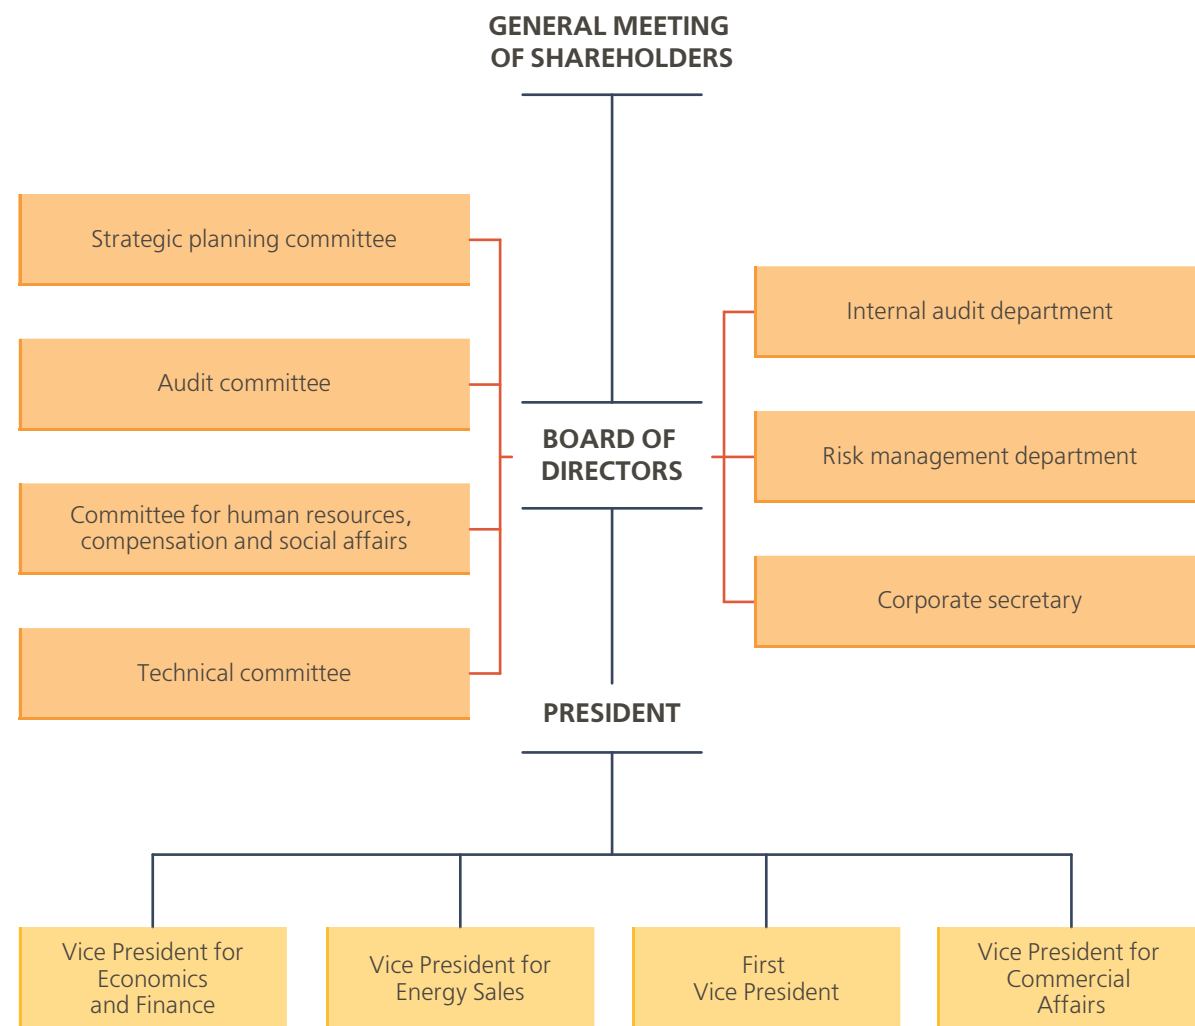 GENERAL MEETING
OF SHAREHOLDERS
Strategic planning committee
Audit committee
Committee for human resources,
compensation and social affairs
Technical committee
BOARD OF
DIRECTORS
Internal audit department
Risk management department
Corporate secretary
PRESIDENT
Vice President for
Economics
and Finance
Vice President for
Energy Sales
First
Vice President
Vice President for
Commercial
Affairs